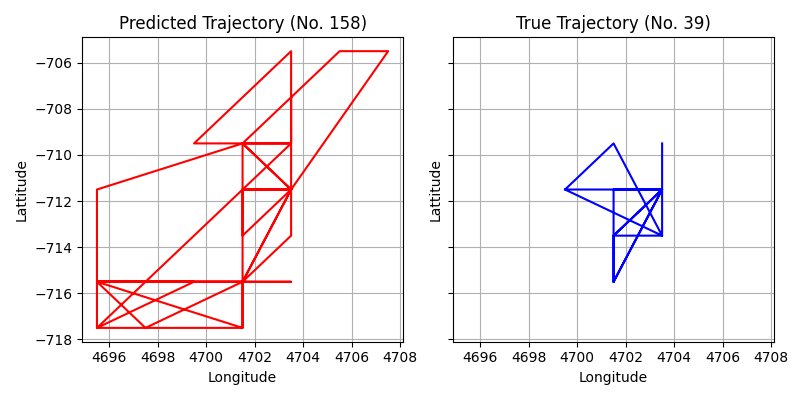 Predicted Trajectory (No. 158)
True Trajectory (No. 39)
−706
−708
−710
−712
−714
−716
−718
Lattitude
Lattitude
4696 4698 4700 4702 4704 4706 4708
4696 4698 4700 4702 4704 4706 4708
Longitude
Longitude